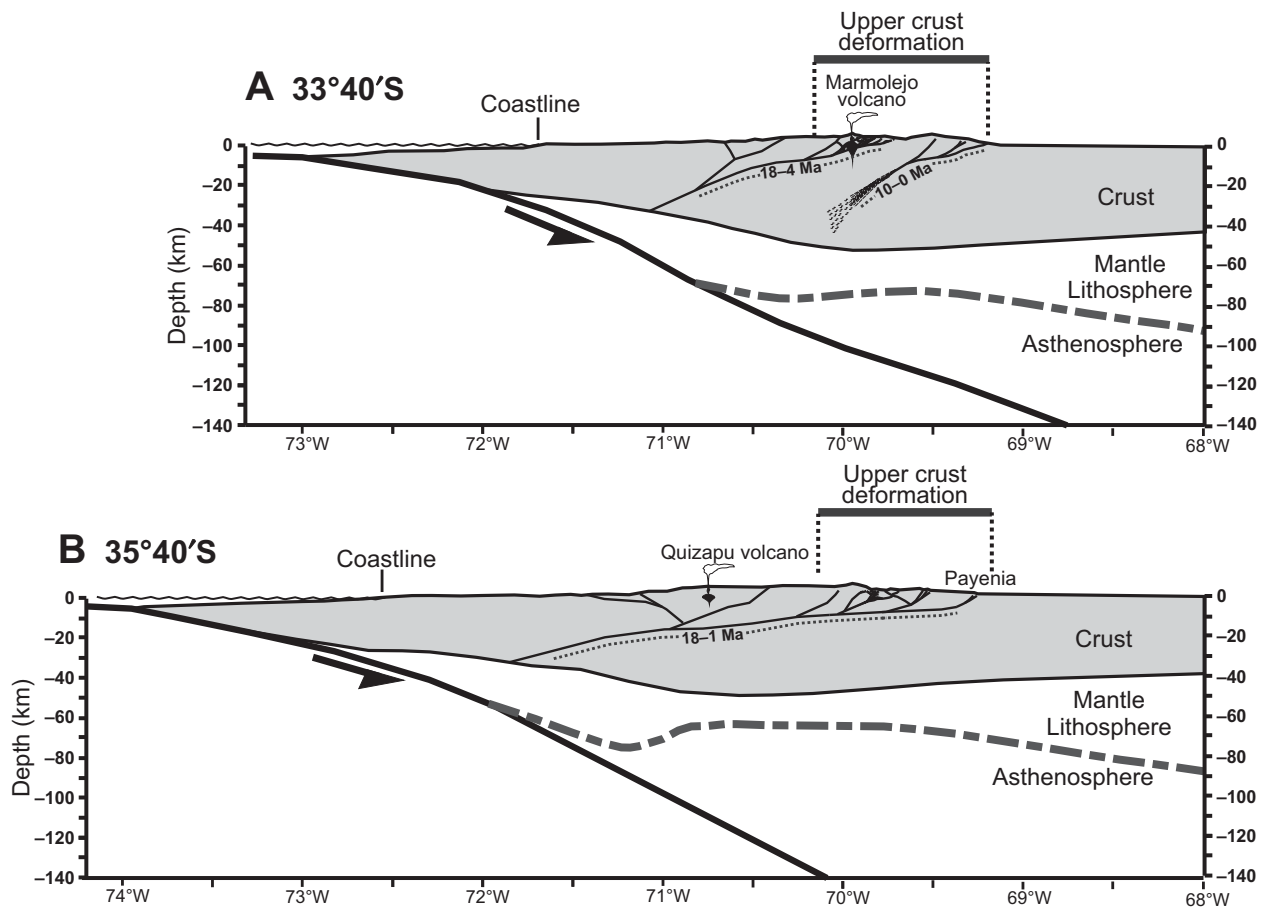 Upper crust
deformation
A 33°40′S
Marmolejo
volcano
Coastline
0
–20
–40
–60
–80
–100
–120
–140
Depth (km)
18–4 Ma
10–0 Ma
Crust
Mantle
Lithosphere
Asthenosphere
0
–20
–40
–60
–80
–100
–120
–140
73°W
72°W
71°W
70°W
69°W
68°W
Upper crust
deformation
B 35°40′S
Coastline
Quizapu volcano
Payenia
0
–20
–40
–60
–80
–100
–120
–140
Depth (km)
18–1 Ma
Crust
Mantle
Lithosphere
Asthenosphere
0
–20
–40
–60
–80
–100
–120
–140
74°W
73°W
72°W
71°W
70°W
69°W
68°W